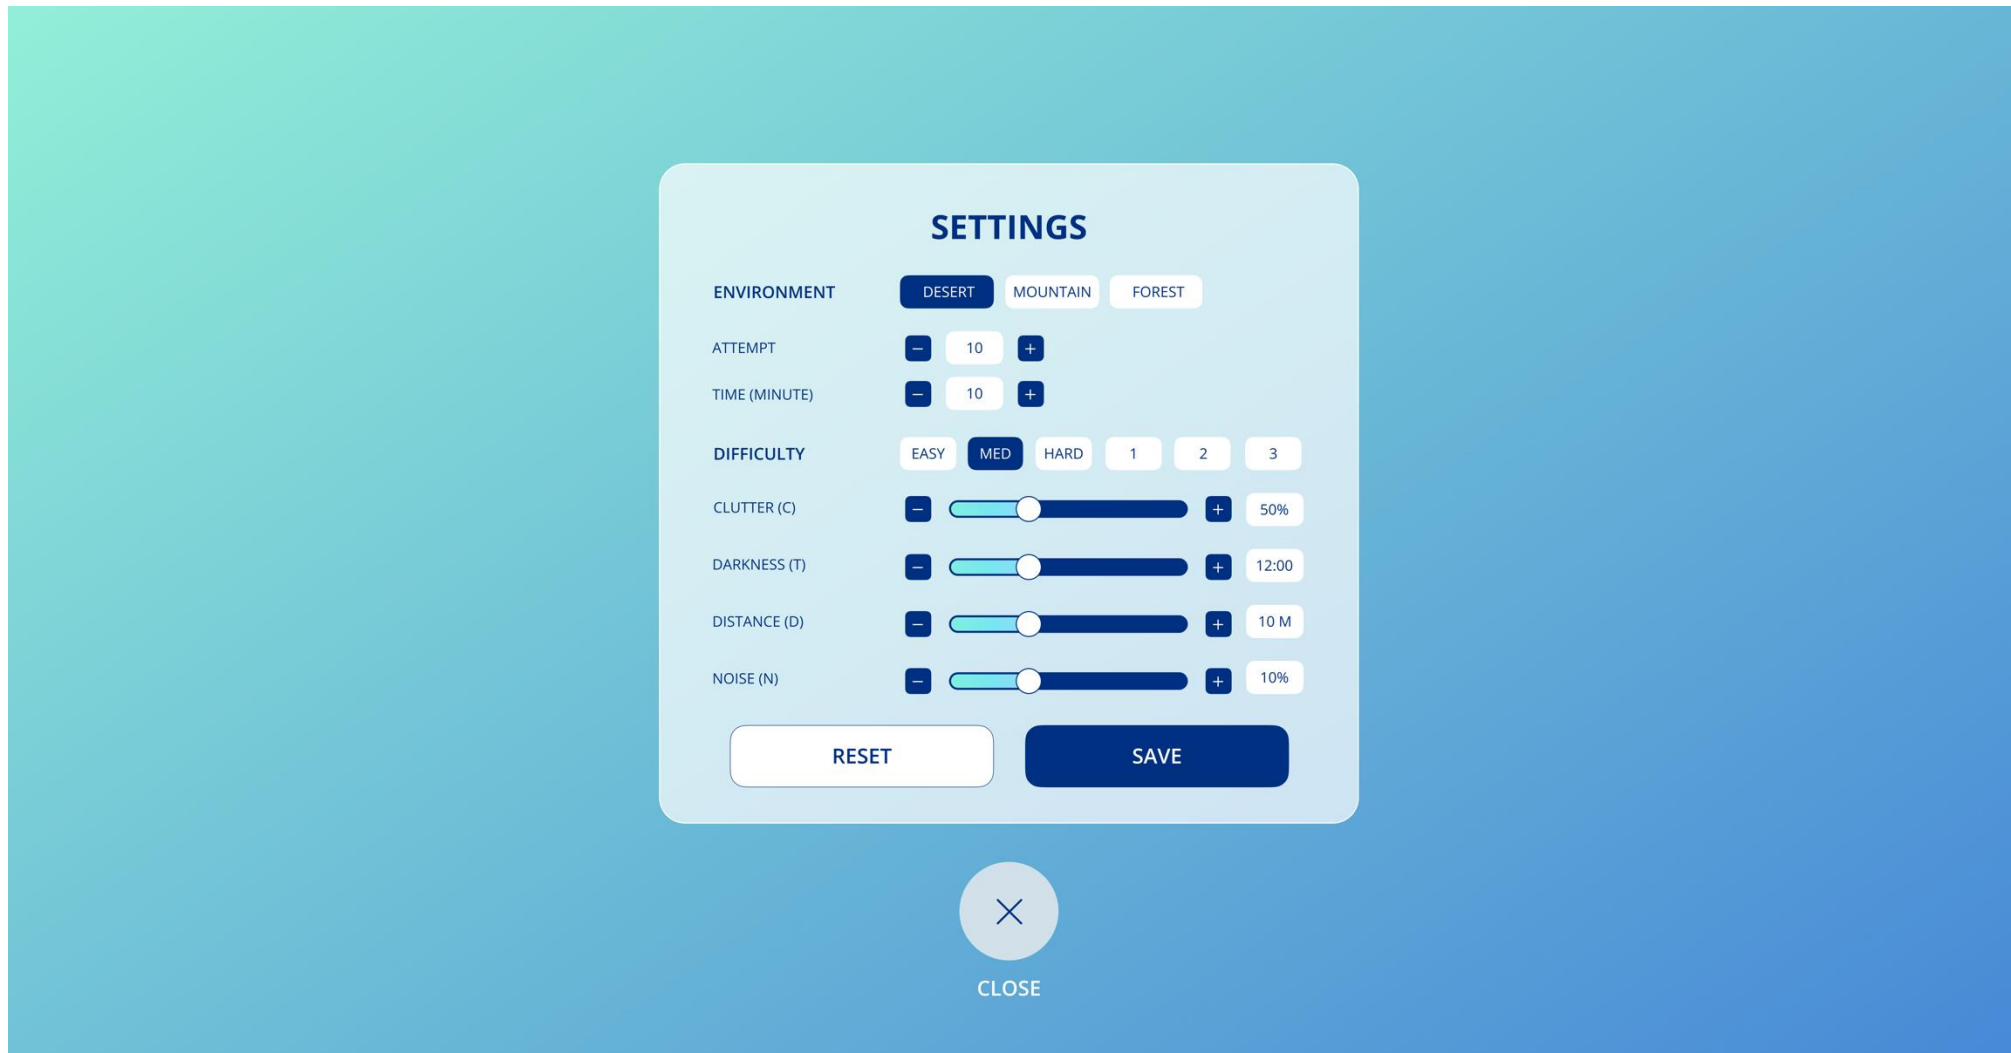 SETTINGS
ENVIRONMENT DESERT MOUNTAIN FOREST
ATTEMPT − 10 +
TIME (MINUTE) − 10 +
DIFFICULTY EASY MED HARD 1 2 3
CLUTTER (C) − + 50%
DARKNESS (T) − + 12:00
DISTANCE (D) − + 10 M
NOISE (N) − + 10%
RESET SAVE
CLOSE